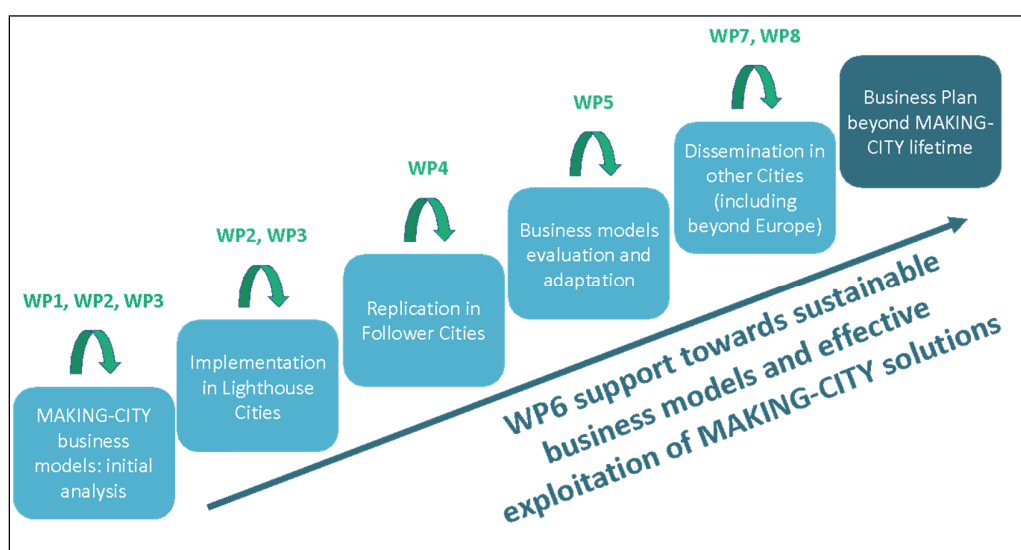 WP1, WP2, WP3
MAKING-CITY
business
models: initial
analysis
WP2, WP3
Implementation
in Lighthouse
Cities
WP4
Replication in
Follower Cities
WP5
Business models
evaluation and
adaptation
WP7, WP8
Dissemination in
other Cities
(including
beyond Europe)
Business Plan
beyond MAKING-
CITY lifetime
WP6 support towards sustainable
business models and effective
exploitation of MAKING-CITY solutions